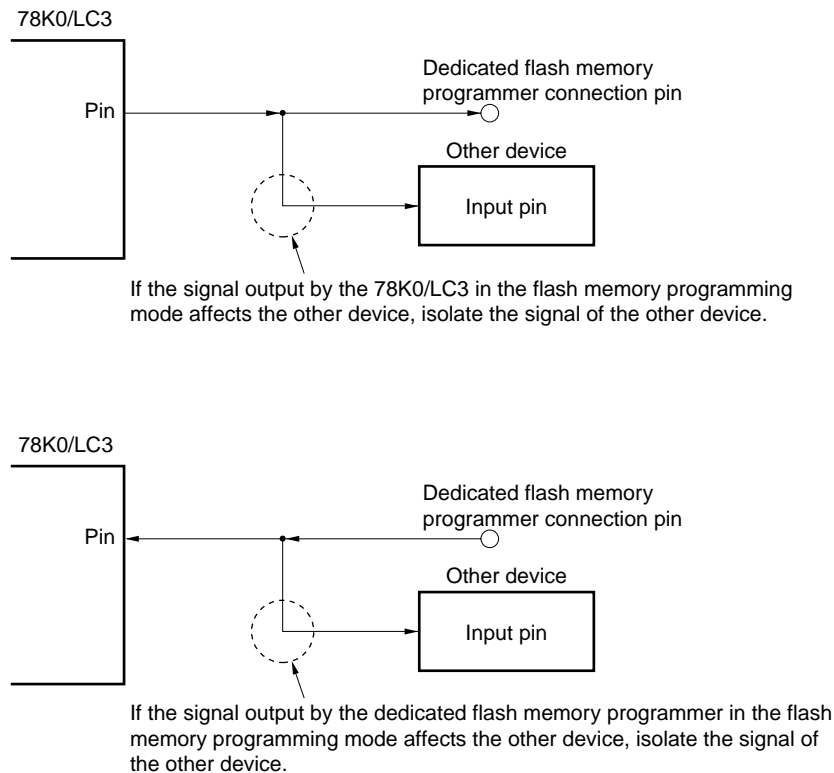 78K0/LC3
Dedicated flash memory
programmer connection pin
Pin
Other device
Input pin
If the signal output by the 78K0/LC3 in the flash memory programming
mode affects the other device, isolate the signal of the other device.
78K0/LC3
Dedicated flash memory
programmer connection pin
Pin
Other device
Input pin
If the signal output by the dedicated flash memory programmer in the flash
memory programming mode affects the other device, isolate the signal of
the other device.